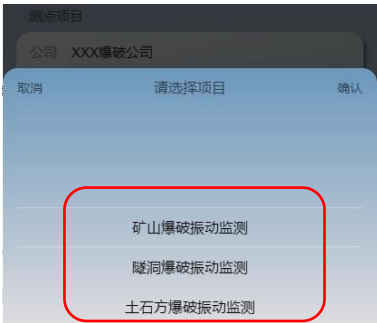 测点项目
公司 XXX爆破公司
取消 请选择项目 确认
矿山爆破振动监测
隧洞爆破振动监测
土石方爆破振动监测